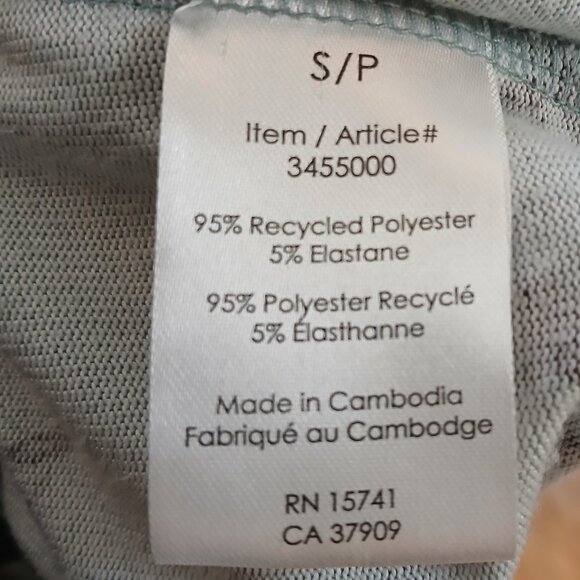 S/P
Item / Article#
3455000
95% Recycled Polyester
5% Elastane
95% Polyester Recyclé
5% Élasthanne
Made in Cambodia
Fabriqué au Cambodge
RN 15741
CA 37909